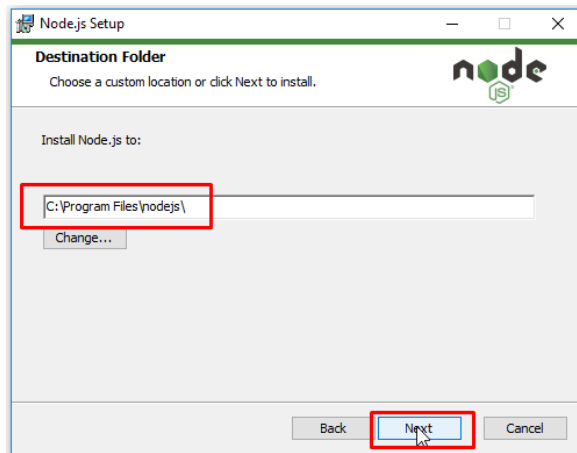 Node.js Setup
Destination Folder
Choose a custom location or click Next to install.
node
JS
Install Node.js to:
C:\Program Files\nodejs\
Change...
Back
Next
Cancel